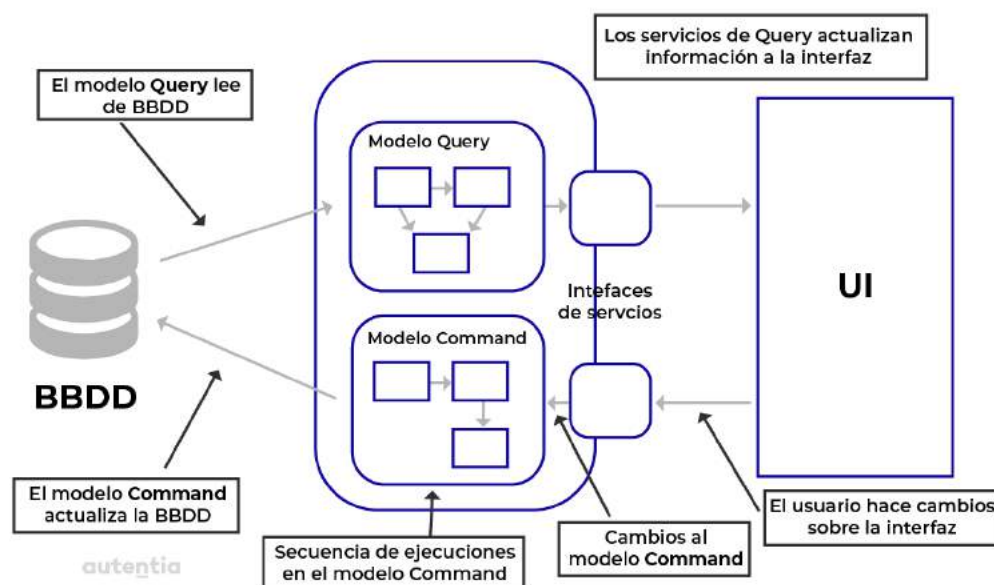 Los servicios de Query actualizan
información a la interfaz
El modelo Query lee
de BBDD
Modelo Query
UI
Intefaces
de servcios
Modelo Command
BBDD
El modelo Command
actualiza la BBDD
Secuencia de ejecuciones
en el modelo Command
Cambios al
modelo Command
El usuario hace cambios
sobre la interfaz
autentia